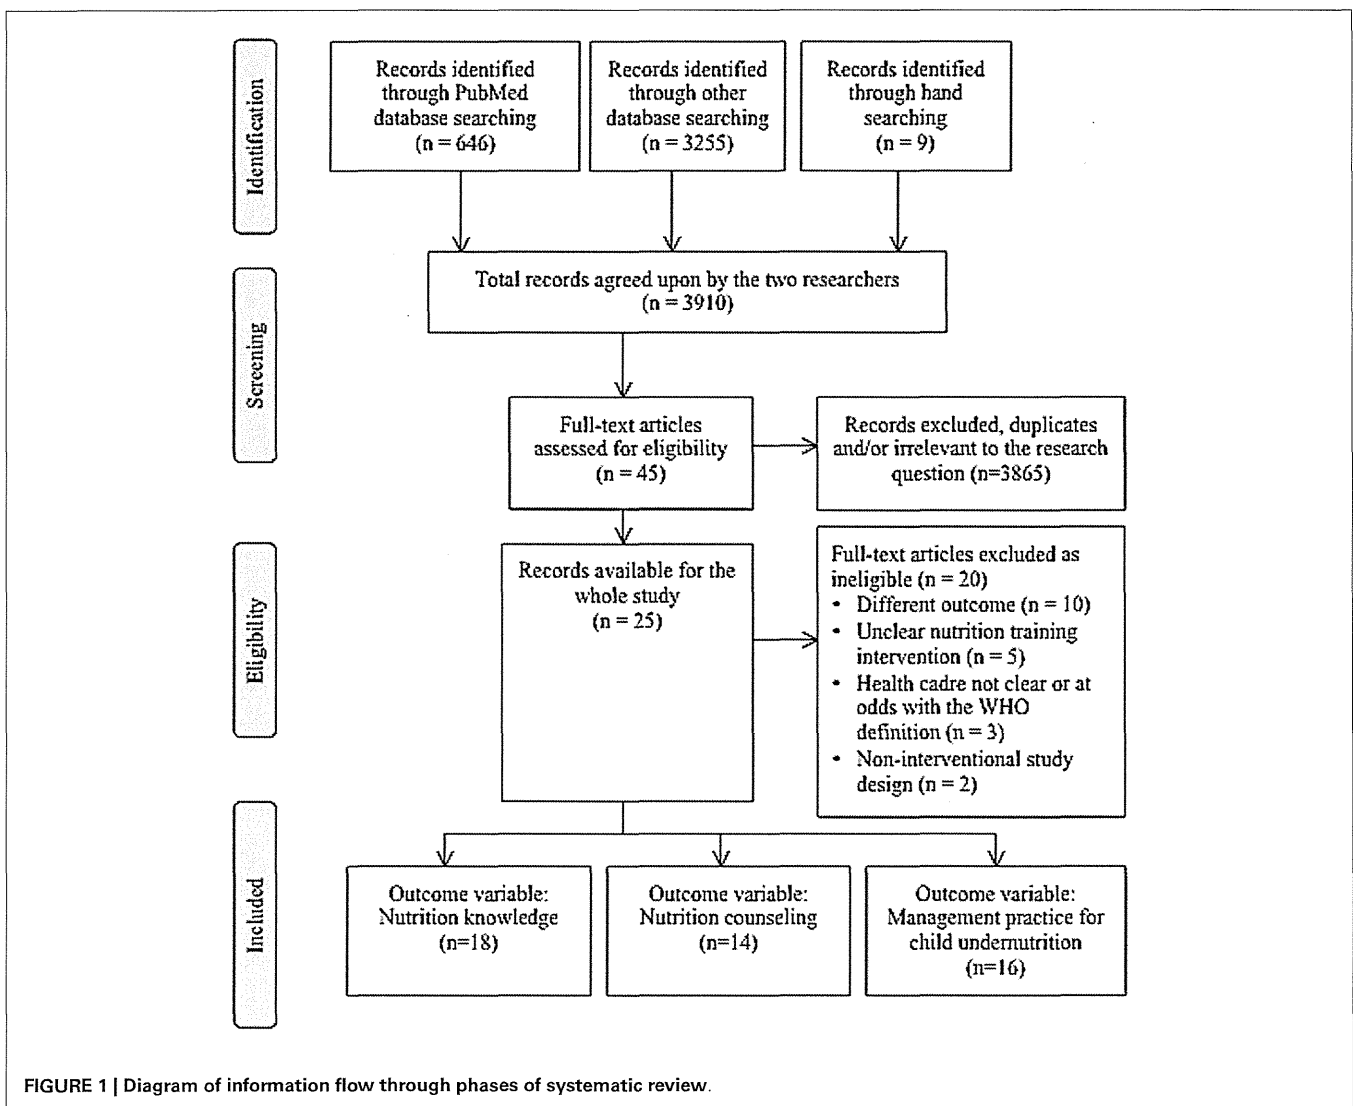 Identification
Records identified
through PubMed
database searching
(n = 646)
Records identified
through other
database searching
(n = 3255)
Records identified
through hand
searching
(n = 9)
Screening
Total records agreed upon by the two researchers
(n = 3910)
Full-text articles
assessed for eligibility
(n = 45)
Records excluded, duplicates
and/or irrelevant to the research
question (n=3865)
Eligibility
Records available for the
whole study
(n = 25)
Full-text articles excluded as
ineligible (n = 20)
• Different outcome (n = 10)
• Unclear nutrition training
intervention (n = 5)
• Health cadre not clear or at
odds with the WHO
definition (n = 3)
• Non-interventional study
design (n = 2)
Included
Outcome variable:
Nutrition knowledge
(n=18)
Outcome variable:
Nutrition counseling
(n=14)
Outcome variable:
Management practice for
child undernutrition
(n=16)
FIGURE 1 | Diagram of information flow through phases of systematic review.